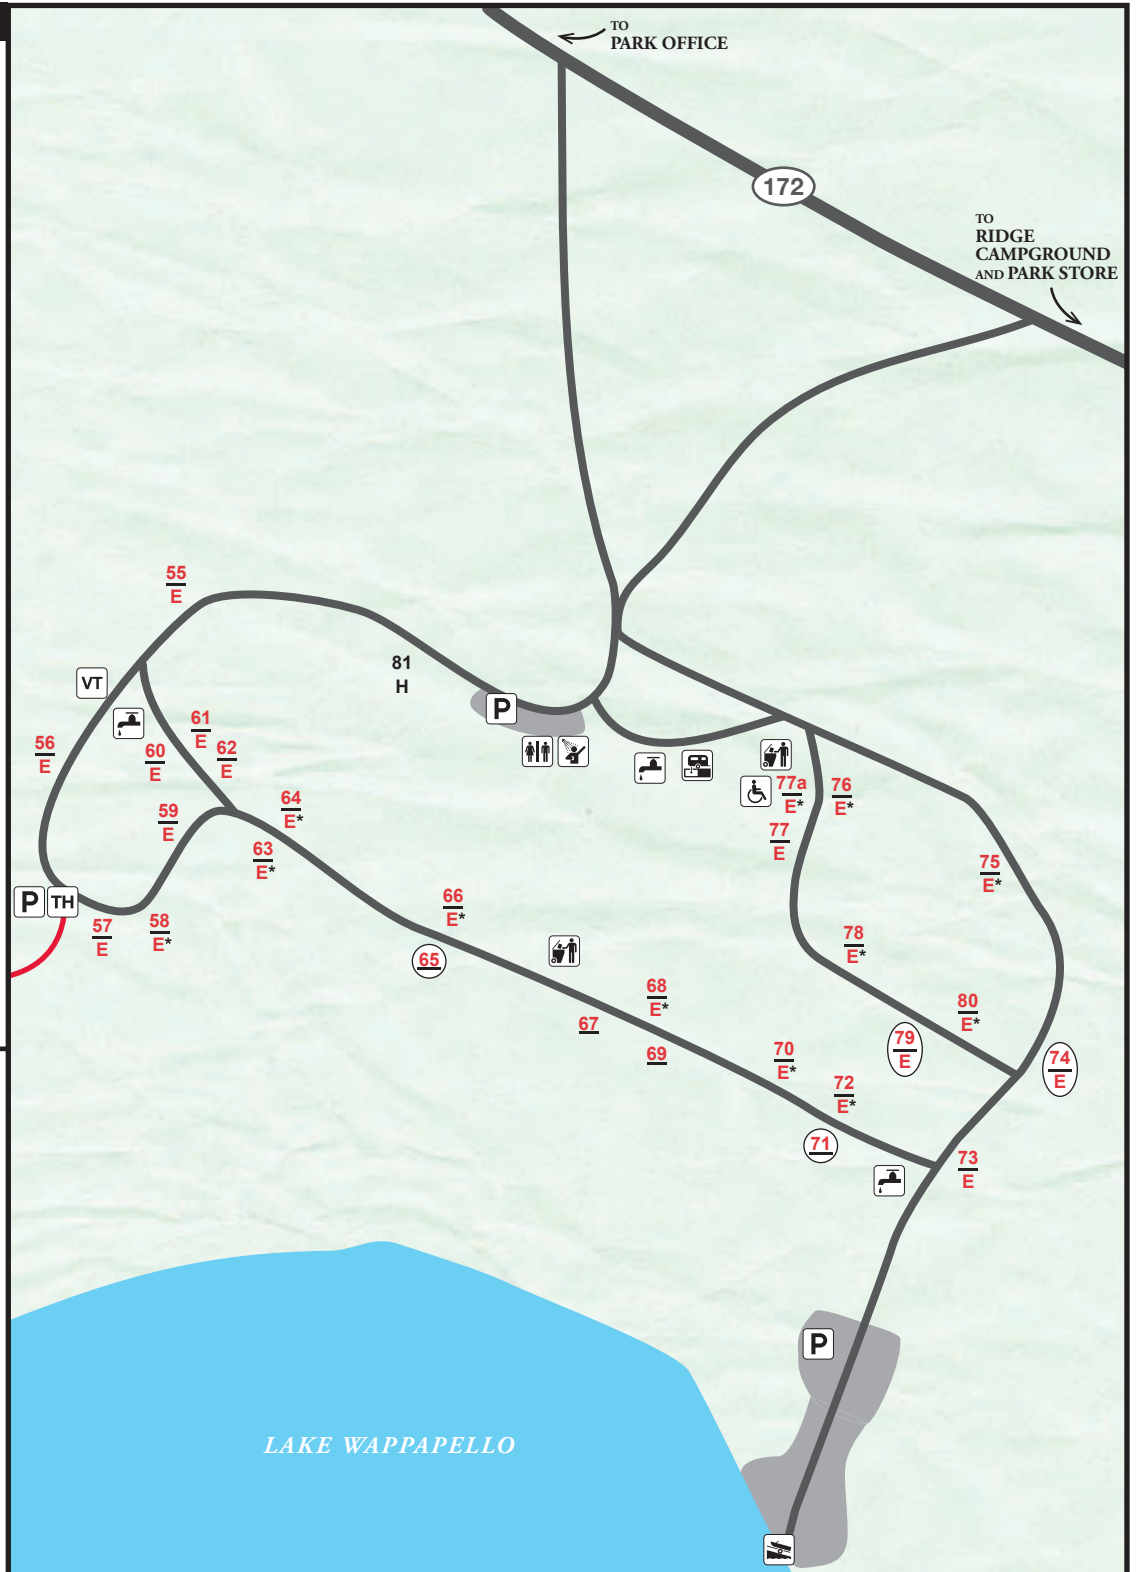 TO
PARK OFFICE
172
TO
RIDGE
CAMPGROUND
AND PARK STORE
55
E
81
H
VT
P
61
E
62
E
60
E
56
E
77a
E*
76
E*
64
E*
59
E
77
E
63
E*
75
E*
P
TH
66
E*
57
E
58
E*
78
E*
65
68
E*
80
E*
67
79
E
69
70
E*
74
E
72
E*
71
73
E
P
LAKE WAPPAPELLO